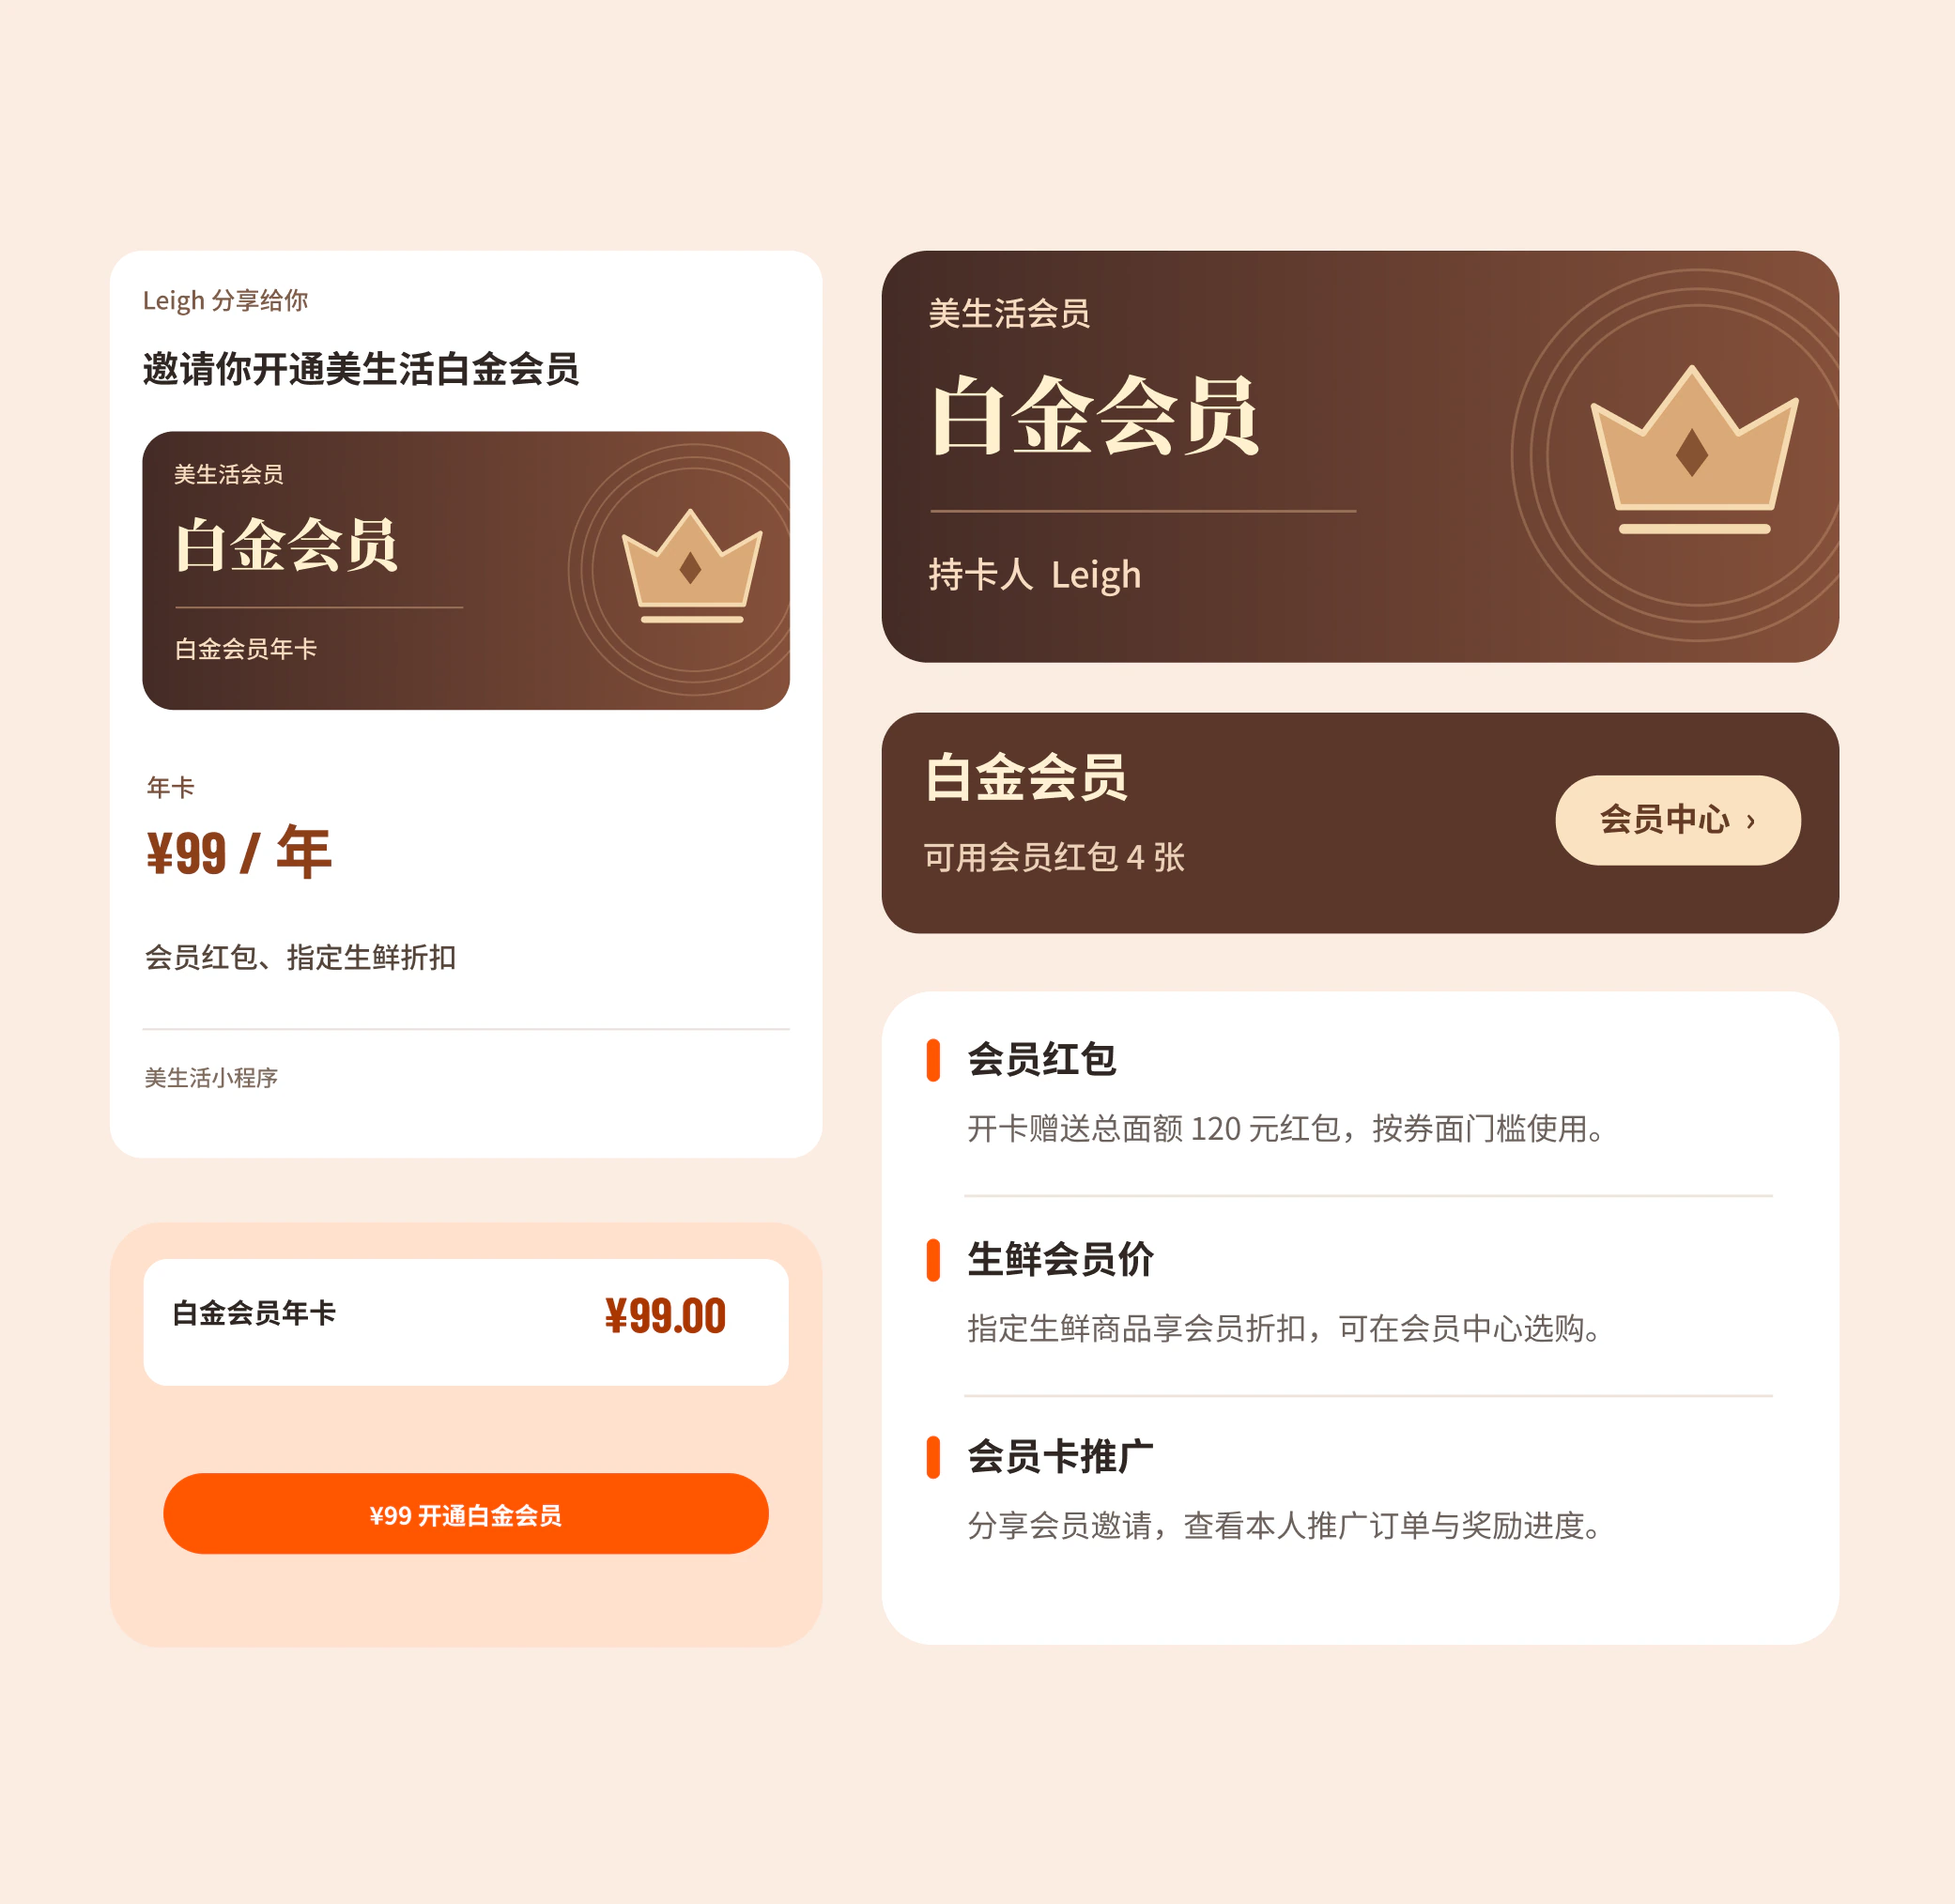 Leigh 分享给你
邀请你开通美生活白金会员
美生活会员
白金会员
白金会员年卡
年卡
¥99 / 年
会员红包、指定生鲜折扣
美生活小程序
白金会员年卡 ¥99.00
¥99 开通白金会员
美生活会员
白金会员
持卡人 Leigh
白金会员
可用会员红包 4 张
会员中心 ›
会员红包
开卡赠送总面额 120 元红包，按券面门槛使用。
生鲜会员价
指定生鲜商品享会员折扣，可在会员中心选购。
会员卡推广
分享会员邀请，查看本人推广订单与奖励进度。